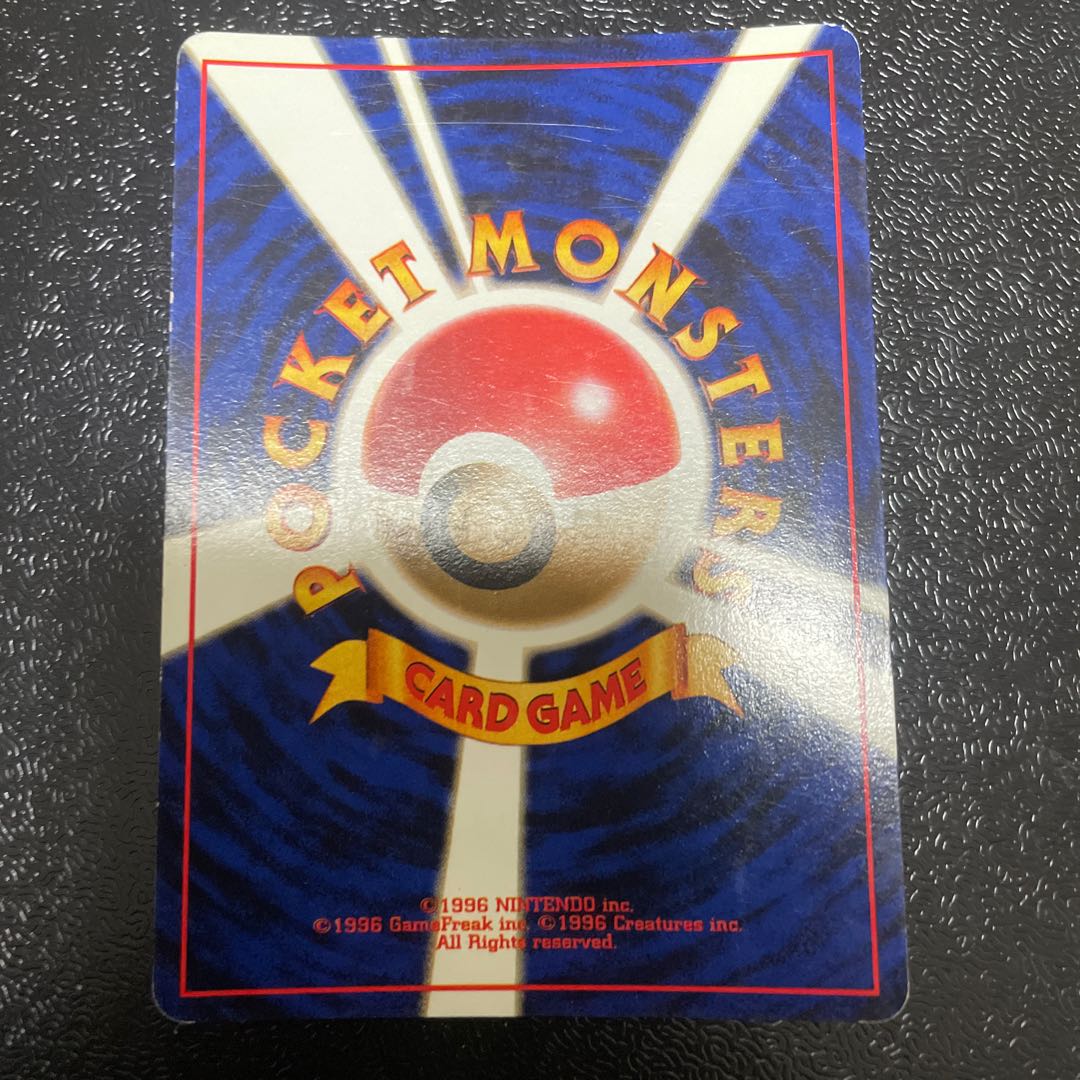 POCKET MONSTERS
CARD GAME
©1996 NINTENDO inc.
©1996 GameFreak inc. ©1996 Creatures inc.
All Rights reserved.